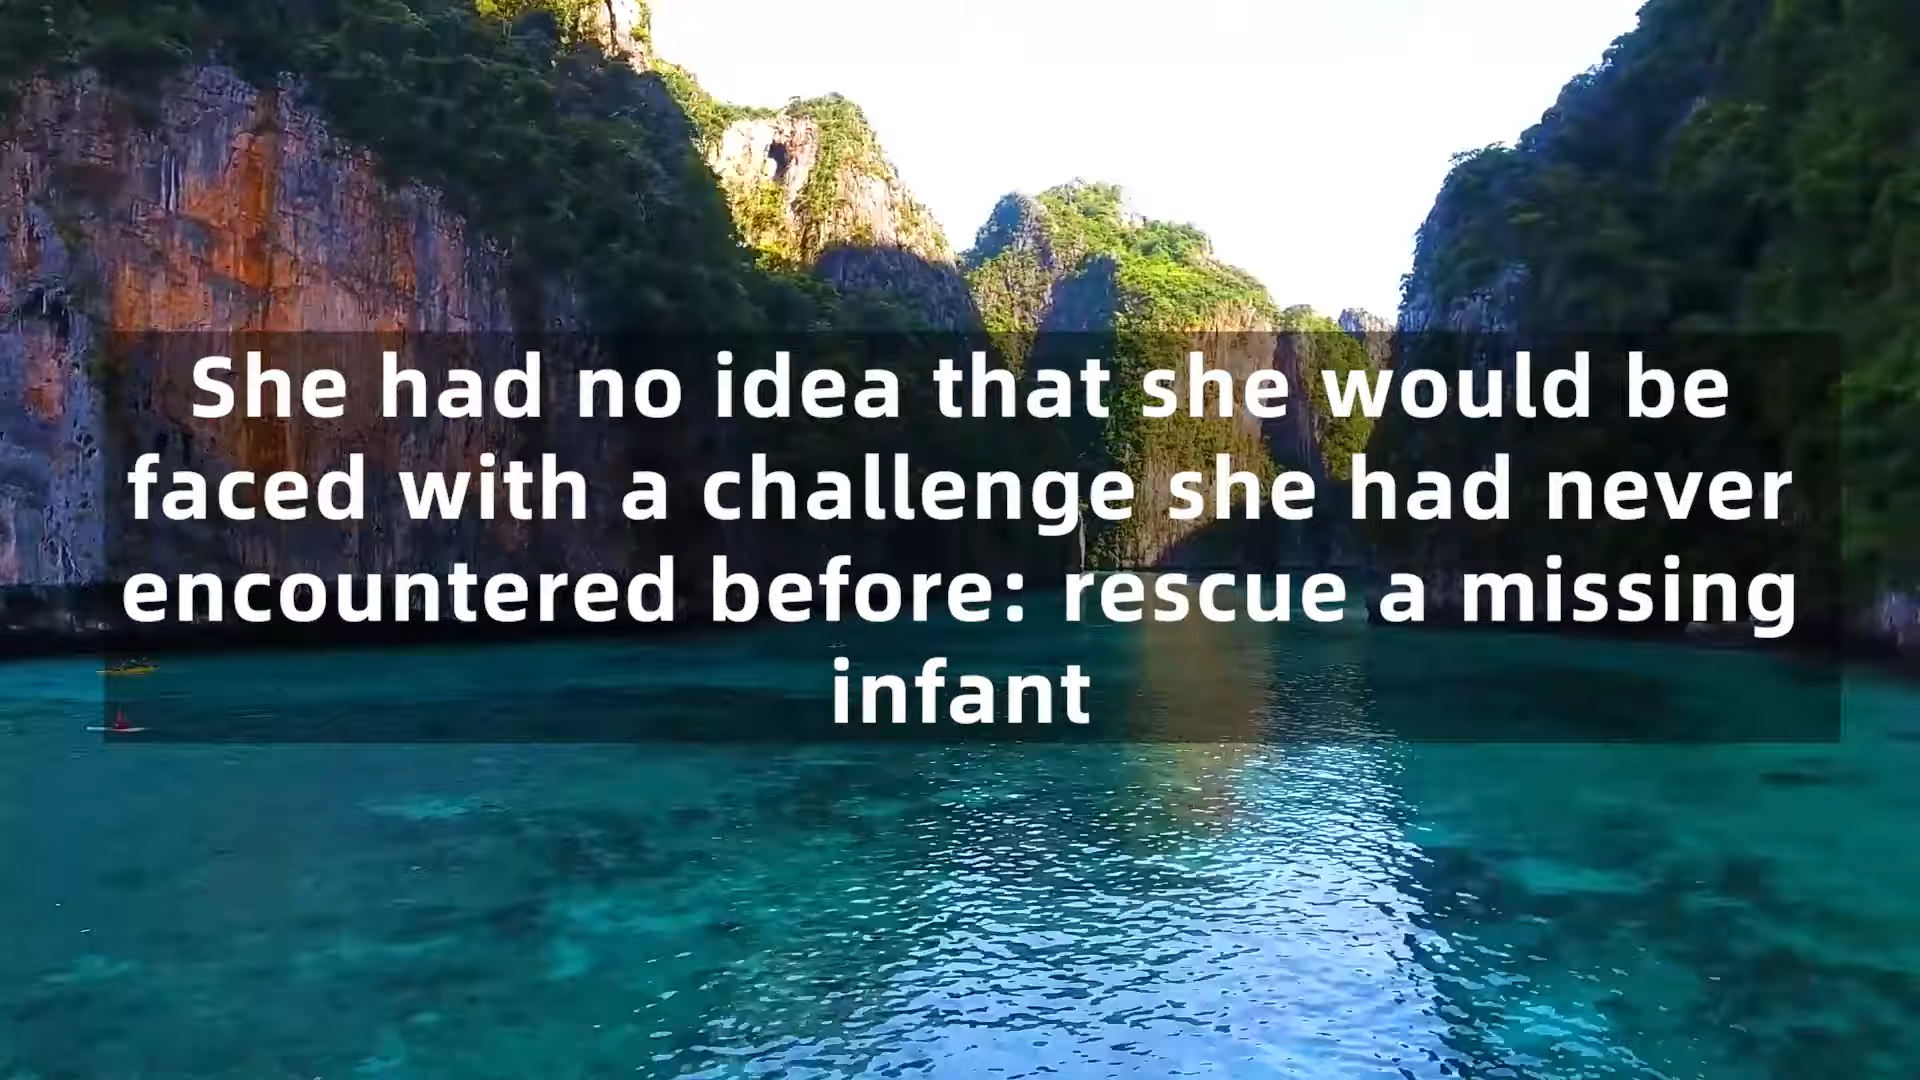 She had no idea that she would be
faced with a challenge she had never
encountered before: rescue a missing
infant